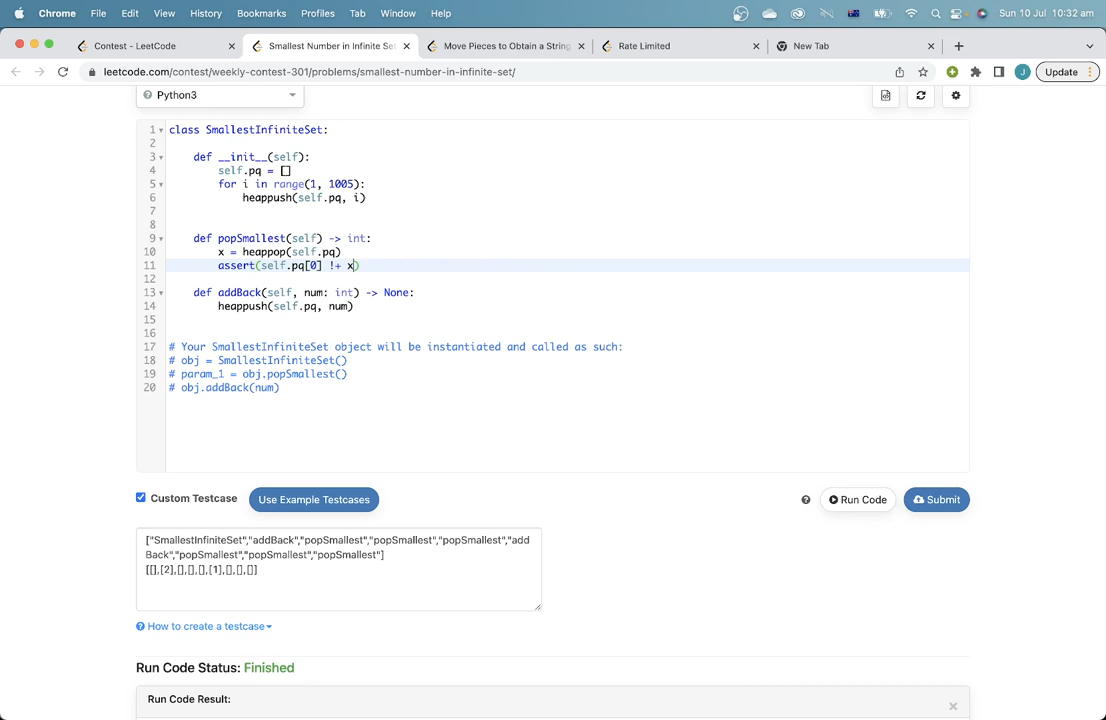 Chrome File Edit View History Bookmarks Profiles Tab Window Help Sun 10 Jul 10:32 am
Contest - LeetCode Smallest Number in Infinite Set Move Pieces to Obtain a String Rate Limited New Tab
leetcode.com/contest/weekly-contest-301/problems/smallest-number-in-infinite-set/ J Update
Python3
1 class SmallestInfiniteSet:
2
3 def __init__(self):
4 self.pq = []
5 for i in range(1, 1005):
6 heappush(self.pq, i)
7
8
9 def popSmallest(self) -> int:
10 x = heappop(self.pq)
11 assert(self.pq[0] !+ x)
12
13 def addBack(self, num: int) -> None:
14 heappush(self.pq, num)
15
16
17 # Your SmallestInfiniteSet object will be instantiated and called as such:
18 # obj = SmallestInfiniteSet()
19 # param_1 = obj.popSmallest()
20 # obj.addBack(num)
Custom Testcase Use Example Testcases Run Code Submit
["SmallestInfiniteSet","addBack","popSmallest","popSmallest","popSmallest","add
Back","popSmallest","popSmallest","popSmallest"]
[[],[2],[],[],[],[1],[],[],[]]
How to create a testcase
Run Code Status: Finished
Run Code Result: